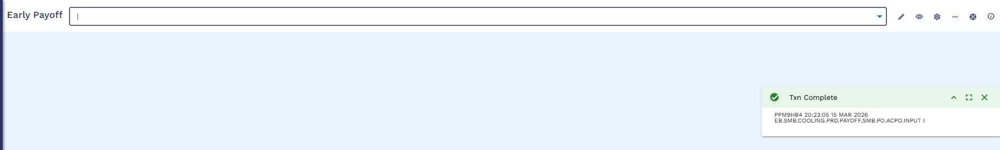 Early Payoff
Txn Complete
PPM9HB4 20:23:05 15 MAR 2026
EB.SMB.COOLING.PRD.PAYOFF,SMB.PO.ACPO.INPUT I